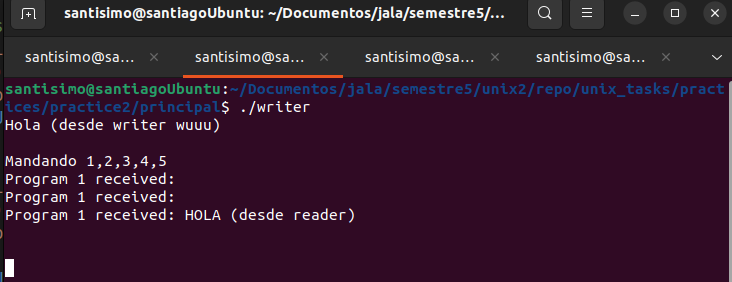 santisimo@santiagoUbuntu: ~/Documentos/jala/semestre5/...
santisimo@sa...
santisimo@sa...
santisimo@sa...
santisimo@sa...
santisimo@santiagoUbuntu:~/Documentos/jala/semestre5/unix2/repo/unix_tasks/pract
ices/practice2/principal$ ./writer
Hola (desde writer wuuu)
Mandando 1,2,3,4,5
Program 1 received:
Program 1 received:
Program 1 received: HOLA (desde reader)